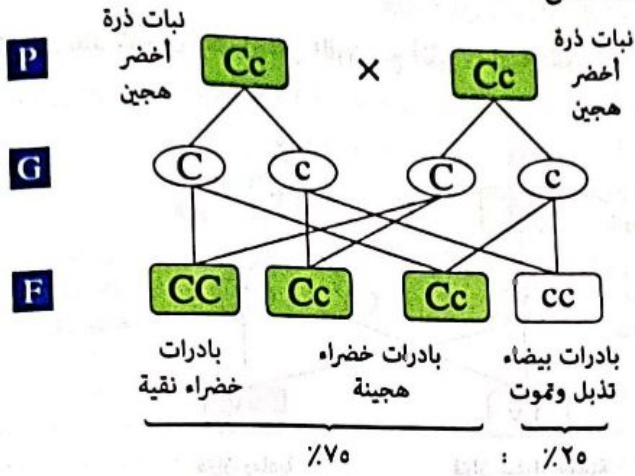 نبات ذرة
أخضر
هجين
P
Cc
×
Cc
نبات ذرة
أخضر
هجين
G
C
c
C
c
F
CC
Cc
Cc
cc
بادرات
خضراء نقية
بادرات خضراء
هجينة
بادرات بيضاء
تذبل وتموت
٪٧٥ : ٪٢٥